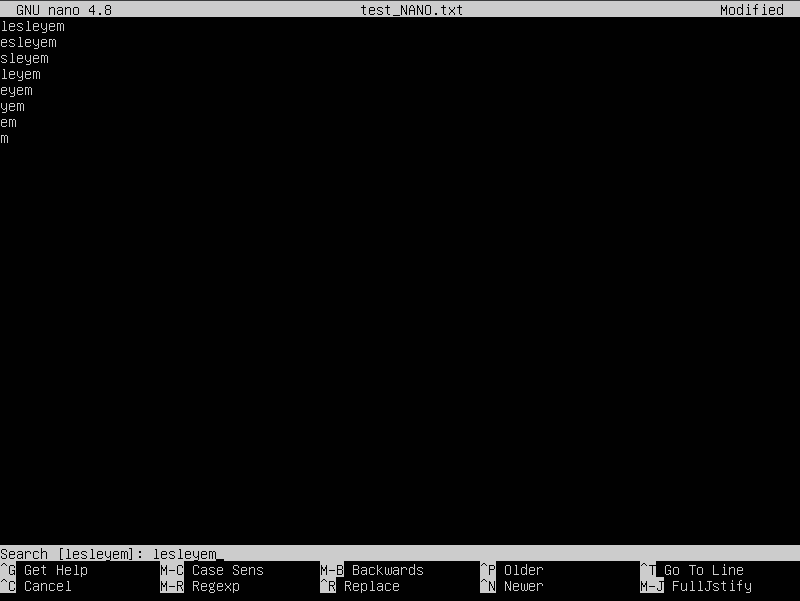 GNU nano 4.8 test_NANO.txt Modified
lesleyem
esleyem
sleyem
leyem
eyem
yem
em
m
Search [lesleyem]: lesleyem_
^G Get Help M-C Case Sens M-B Backwards ^P Older ^T Go To Line
^C Cancel M-R Regexp ^R Replace ^N Newer M-J FullJstify